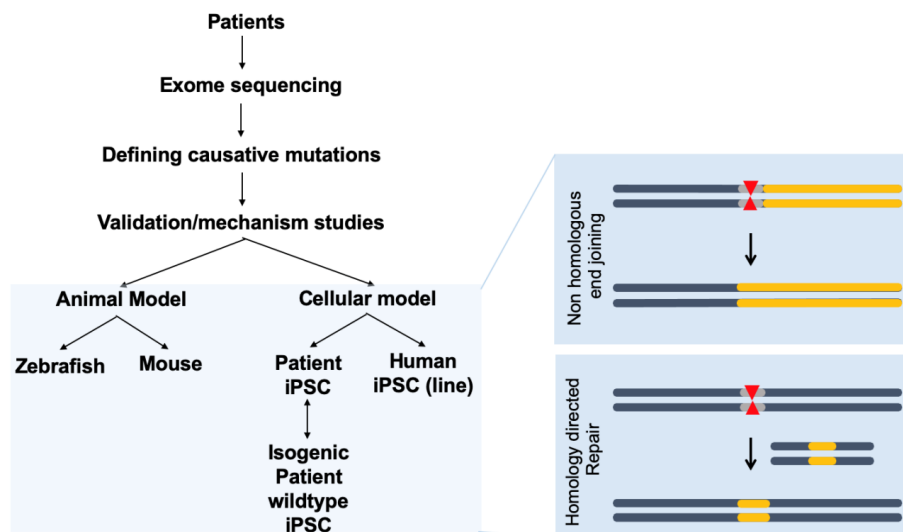 Patients
Exome sequencing
Defining causative mutations
Validation/mechanism studies
Animal Model
Cellular model
Zebrafish
Mouse
Patient
iPSC
Human
iPSC (line)
Isogenic
Patient
wildtype
iPSC
Non homologous
end joining
Homology directed
Repair